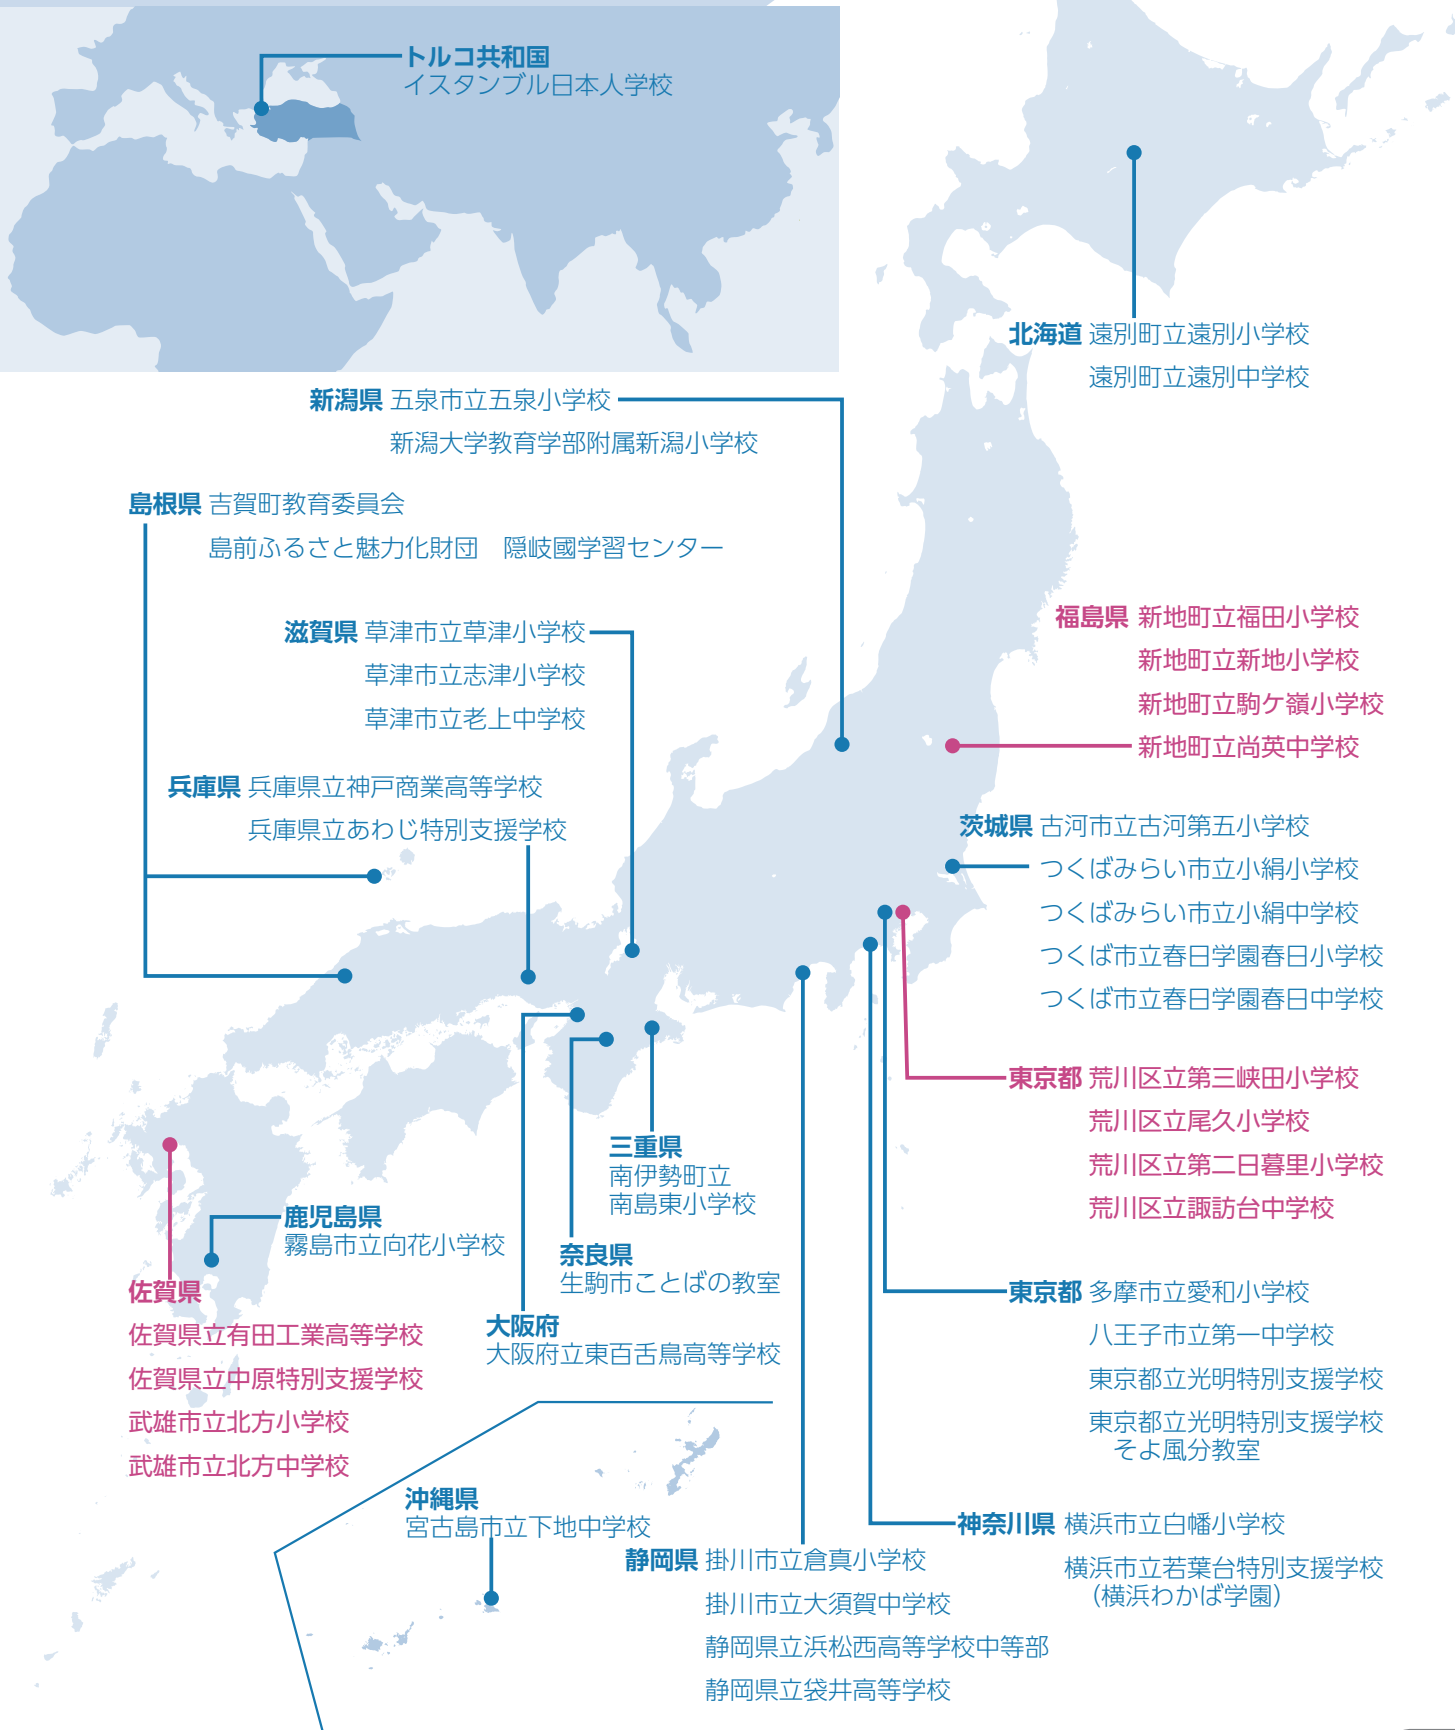 トルコ共和国
イスタンブル日本人学校
北海道 遠別町立遠別小学校
遠別町立遠別中学校
新潟県 五泉市立五泉小学校
新潟大学教育学部附属新潟小学校
島根県 吉賀町教育委員会
島前ふるさと魅力化財団　隠岐國学習センター
滋賀県 草津市立草津小学校
草津市立志津小学校
草津市立老上中学校
兵庫県 兵庫県立神戸商業高等学校
兵庫県立あわじ特別支援学校
福島県 新地町立福田小学校
新地町立新地小学校
新地町立駒ケ嶺小学校
新地町立尚英中学校
茨城県 古河市立古河第五小学校
つくばみらい市立小絹小学校
つくばみらい市立小絹中学校
つくば市立春日学園春日小学校
つくば市立春日学園春日中学校
東京都 荒川区立第三峡田小学校
荒川区立尾久小学校
荒川区立第二日暮里小学校
荒川区立諏訪台中学校
三重県
南伊勢町立
南島東小学校
鹿児島県
霧島市立向花小学校
奈良県
生駒市ことばの教室
佐賀県
佐賀県立有田工業高等学校
佐賀県立中原特別支援学校
武雄市立北方小学校
武雄市立北方中学校
大阪府
大阪府立東百舌鳥高等学校
東京都 多摩市立愛和小学校
八王子市立第一中学校
東京都立光明特別支援学校
東京都立光明特別支援学校
そよ風分教室
沖縄県
宮古島市立下地中学校
神奈川県 横浜市立白幡小学校
横浜市立若葉台特別支援学校
（横浜わかば学園）
静岡県 掛川市立倉真小学校
掛川市立大須賀中学校
静岡県立浜松西高等学校中等部
静岡県立袋井高等学校